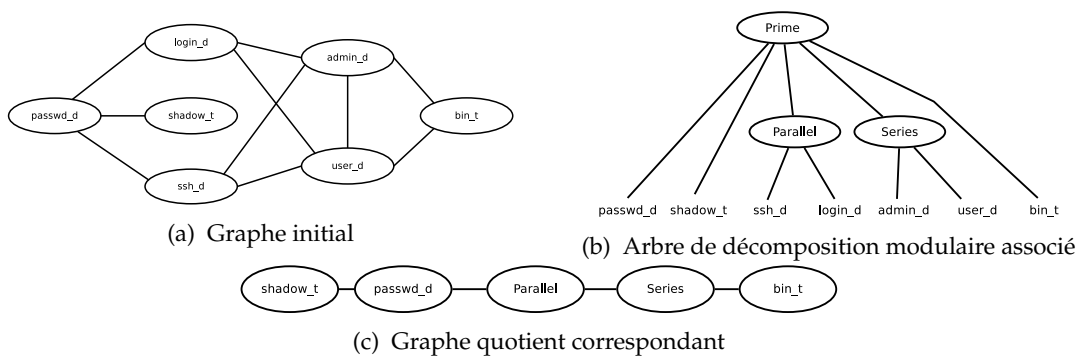 login_d
admin_d
passwd_d
shadow_t
bin_t
user_d
ssh_d
(a) Graphe initial
Prime
Parallel
Series
passwd_d shadow_t ssh_d login_d admin_d user_d bin_t
(b) Arbre de décomposition modulaire associé
shadow_t passwd_d Parallel Series bin_t
(c) Graphe quotient correspondant